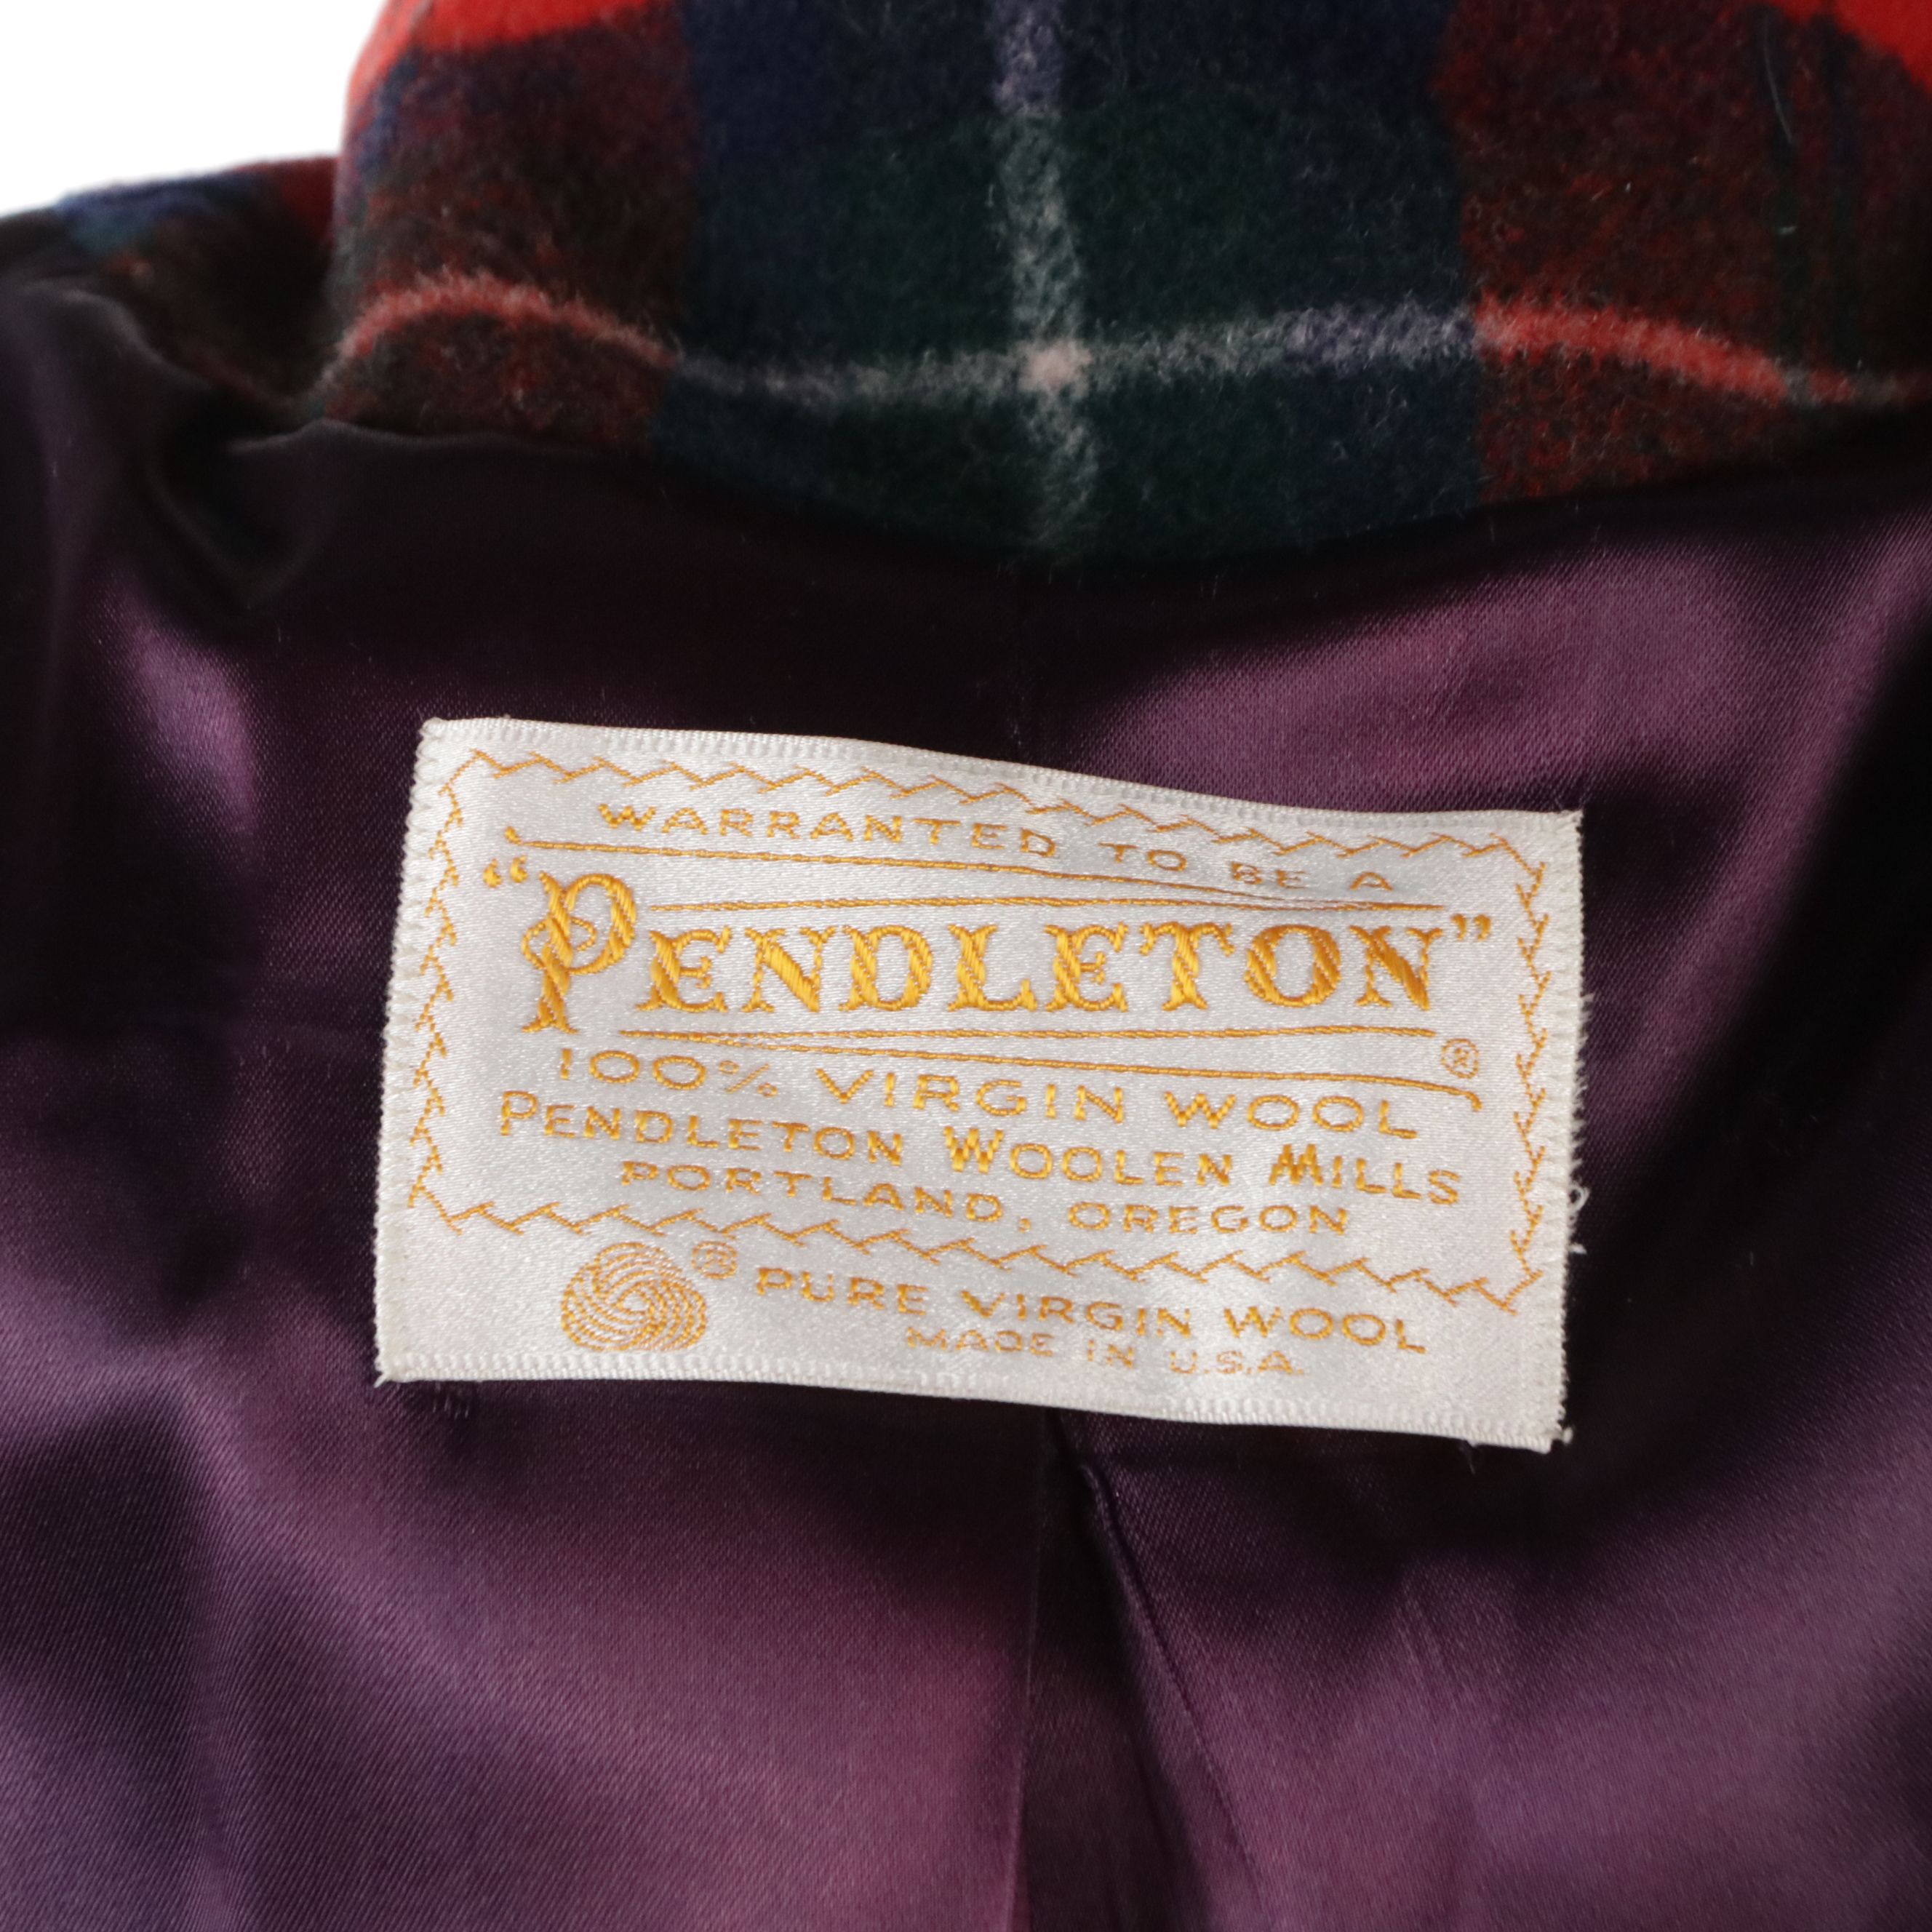 WARRANTED TO BE A
“PENDLETON”
®
100% VIRGIN WOOL
PENDLETON WOOLEN MILLS
PORTLAND, OREGON
® PURE VIRGIN WOOL
MADE IN U.S.A.